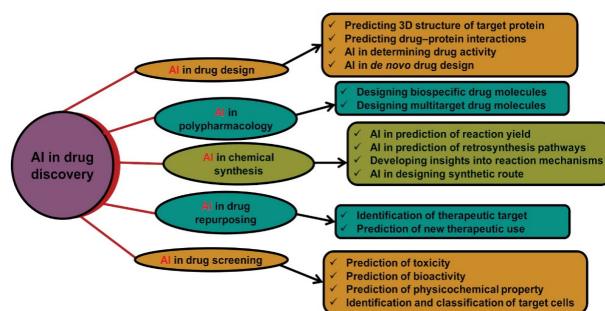 AI in drug
discovery
AI in drug design
✓ Predicting 3D structure of target protein
✓ Predicting drug–protein interactions
✓ AI in determining drug activity
✓ AI in de novo drug design
AI in
polypharmacology
✓ Designing biospecific drug molecules
✓ Designing multitarget drug molecules
AI in chemical
synthesis
✓ AI in prediction of reaction yield
✓ AI in prediction of retrosynthesis pathways
✓ Developing insights into reaction mechanisms
✓ AI in designing synthetic route
AI in drug
repurposing
✓ Identification of therapeutic target
✓ Prediction of new therapeutic use
AI in drug screening
✓ Prediction of toxicity
✓ Prediction of bioactivity
✓ Prediction of physicochemical property
✓ Identification and classification of target cells